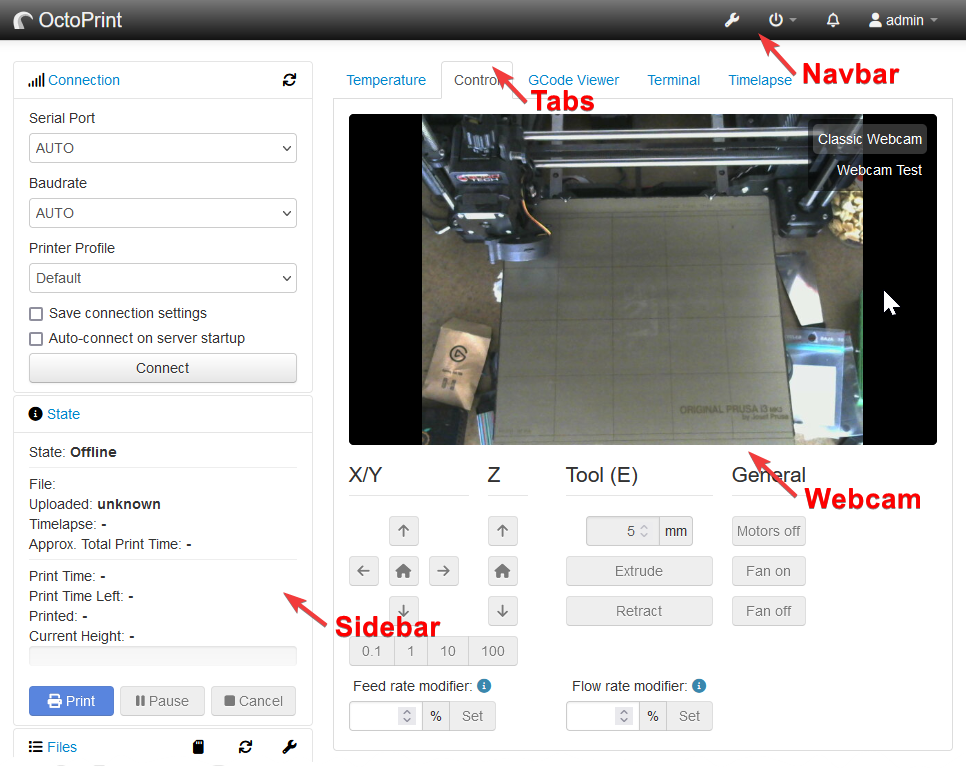 OctoPrint
admin
Navbar
Connection
Serial Port
AUTO
Baudrate
AUTO
Printer Profile
Default
Save connection settings
Auto-connect on server startup
Connect
State
State: Offline
File:
Uploaded: unknown
Timelapse: -
Approx. Total Print Time: -
Print Time: -
Print Time Left: -
Printed: -
Current Height: -
Sidebar
Print Pause Cancel
Files
Temperature Control GCode Viewer Terminal Timelapse
Tabs
Classic Webcam
Webcam Test
ORIGINAL PRUSA i3 MK3
by Josef Prusa
Webcam
X/Y Z Tool (E) General
5 mm Motors off
Extrude Fan on
Retract Fan off
0.1 1 10 100
Feed rate modifier: Flow rate modifier:
% Set % Set